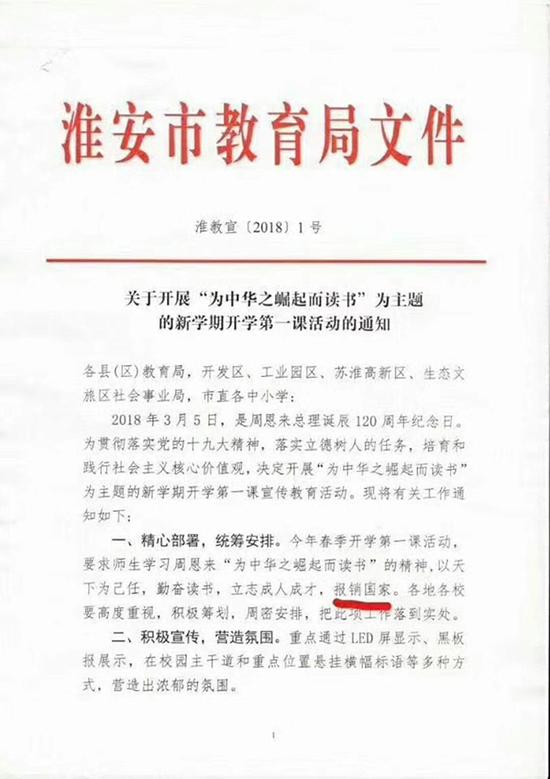 淮安市教育局文件
淮教宣〔2018〕1号
关于开展“为中华之崛起而读书”为主题
的新学期开学第一课活动的通知
各县(区)教育局，开发区、工业园区、苏淮高新区、生态文
旅区社会事业局，市直各中小学：
2018年3月5日，是周恩来总理诞辰120周年纪念日。
为贯彻落实党的十九大精神，落实立德树人的任务，培育和
践行社会主义核心价值观，决定开展“为中华之崛起而读书”
为主题的新学期开学第一课宣传教育活动。现将有关工作通
知如下：
一、精心部署，统筹安排。今年春季开学第一课活动，
要求师生学习周恩来“为中华之崛起而读书”的精神，以天
下为己任，勤奋读书，立志成人成才，报销国家。各地各校
要高度重视，积极筹划，周密安排，把此项工作落到实处。
二、积极宣传，营造氛围。重点通过LED屏显示、黑板
报展示，在校园主干道和重点位置悬挂横幅标语等多种方
式，营造出浓郁的氛围。
1